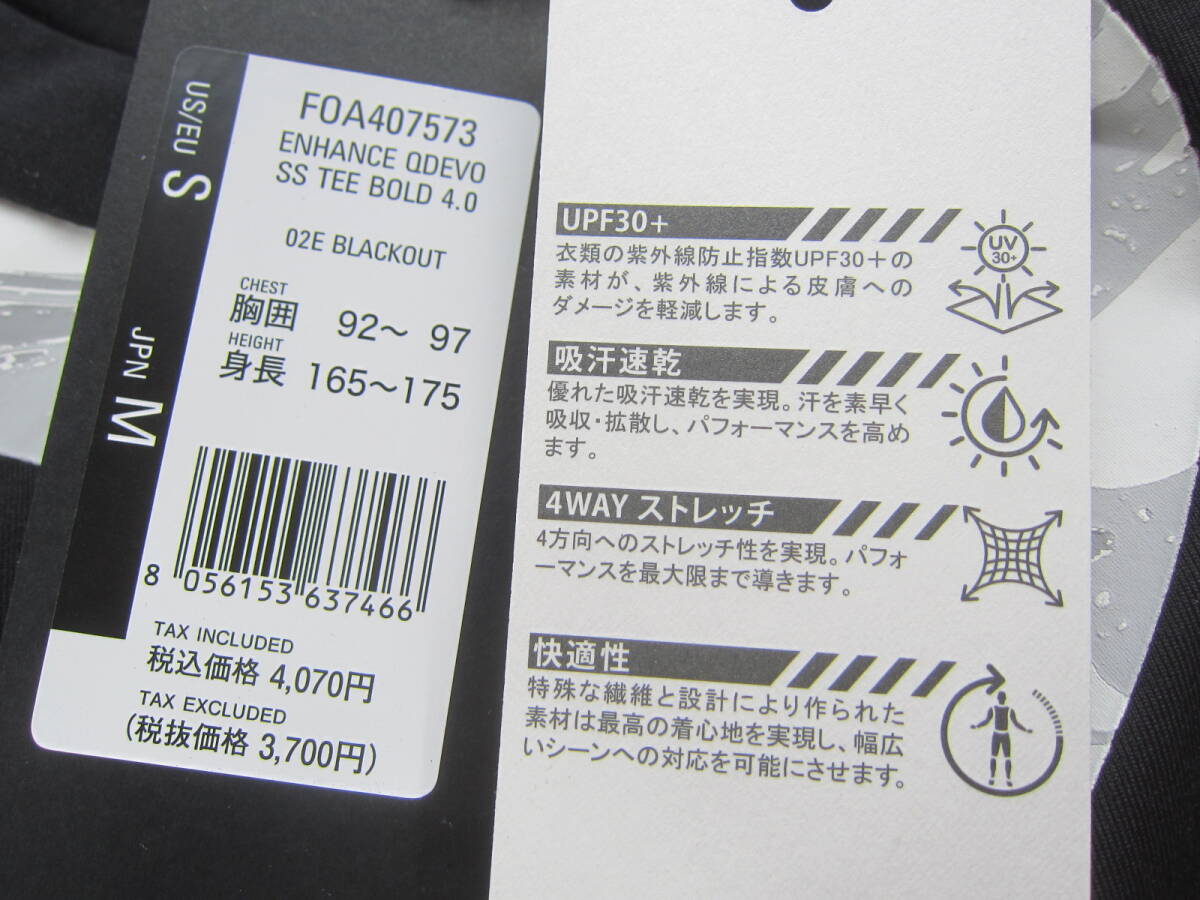 US/EU S
JPN M
FOA407573
ENHANCE QDEVO
SS TEE BOLD 4.0
02E BLACKOUT
CHEST
胸囲 92～ 97
HEIGHT
身長 165～175
8 056153 637466
TAX INCLUDED
税込価格 4,070円
TAX EXCLUDED
(税抜価格 3,700円)
UPF30+
衣類の紫外線防止指数UPF30＋の
素材が、紫外線による皮膚への
ダメージを軽減します。
UV
30+
吸汗速乾
優れた吸汗速乾を実現。汗を素早く
吸収・拡散し、パフォーマンスを高め
ます。
4WAY ストレッチ
4方向へのストレッチ性を実現。パフォ
ーマンスを最大限まで導きます。
快適性
特殊な繊維と設計により作られた
素材は最高の着心地を実現し、幅広
いシーンへの対応を可能にさせます。